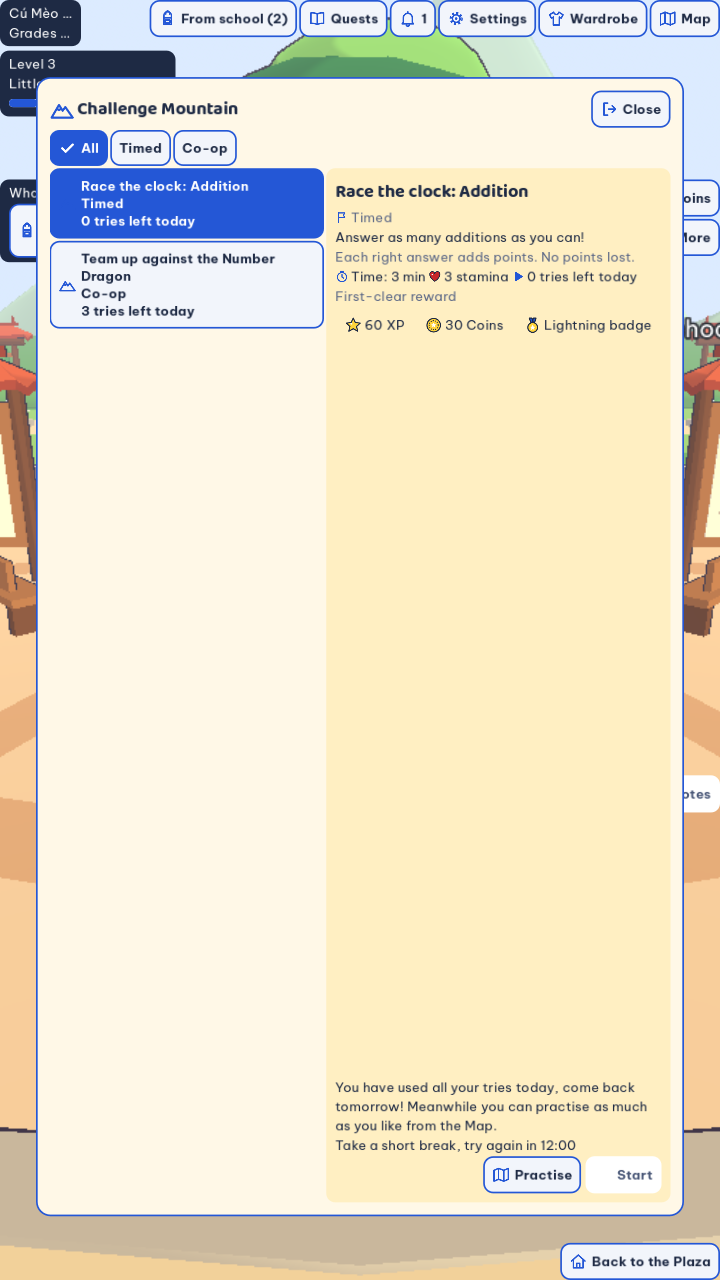 Cú Mèo ...
Grades ...
From school (2)
Quests
1
Settings
Wardrobe
Map
Level 3
Challenge Mountain
Close
All
Timed
Co-op
Race the clock: Addition
Timed
0 tries left today
Team up against the Number
Dragon
Co-op
3 tries left today
Race the clock: Addition
Timed
Answer as many additions as you can!
Each right answer adds points. No points lost.
Time: 3 min 3 stamina 0 tries left today
First-clear reward
60 XP
30 Coins
Lightning badge
You have used all your tries today, come back
tomorrow! Meanwhile you can practise as much
as you like from the Map.
Take a short break, try again in 12:00
Practise
Start
Back to the Plaza